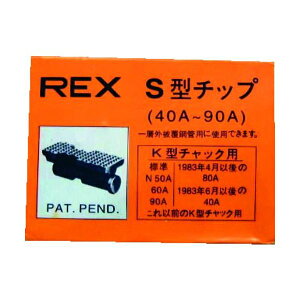 REX S型チップ
(40A~90A)
一層外被覆鋼管用に使用できます。
K型チャック用
標準 1983年4月以後の
N50A 80A
60A 1983年6月以後の
90A 40A
これ以前のK型チャック用
PAT. PEND.